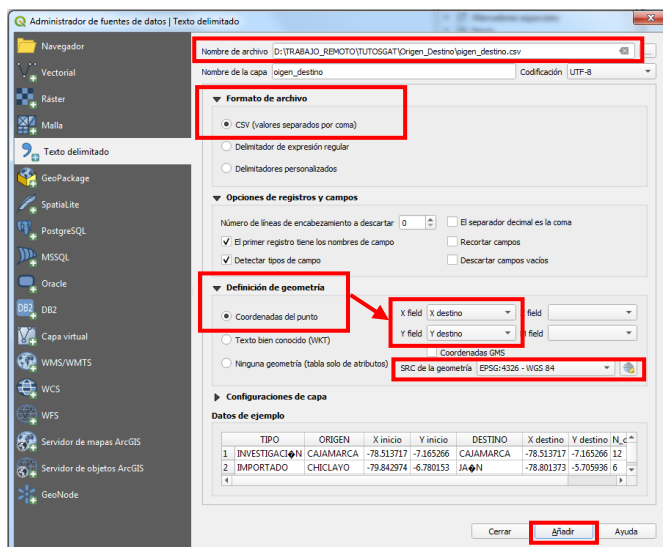 Administrador de fuentes de datos | Texto delimitado
Navegador
Vectorial
Ráster
Malla
Texto delimitado
GeoPackage
SpatiaLite
PostgreSQL
MSSQL
Oracle
DB2
Capa virtual
WMS/WMTS
WCS
WFS
Servidor de mapas ArcGIS
Servidor de objetos ArcGIS
GeoNode
Nombre de archivo D:\TRABAJO_REMOTO\TUTOSGAT\Origen_Destino\oigen_destino.csv
Nombre de la capa oigen_destino Codificación UTF-8
Formato de archivo
CSV (valores separados por coma)
Delimitador de expresión regular
Delimitadores personalizados
Opciones de registros y campos
Número de líneas de encabezamiento a descartar 0 El separador decimal es la coma
El primer registro tiene los nombres de campo Recortar campos
Detectar tipos de campo Descartar campos vacíos
Definición de geometría
Coordenadas del punto X field X destino field
Texto bien conocido (WKT) Y field Y destino field
Coordenadas GMS
Ninguna geometría (tabla solo de atributos) SRC de la geometría EPSG:4326 - WGS 84
Configuraciones de capa
Datos de ejemplo
TIPO ORIGEN X inicio Y inicio DESTINO X destino Y destino
1 INVESTIGACI�N CAJAMARCA -78.513717 -7.165266 CAJAMARCA -78.513717 -7.165266 12
2 IMPORTADO CHICLAYO -79.842974 -6.780153 JA�N -78.801373 -5.705936 6
Cerrar Añadir Ayuda